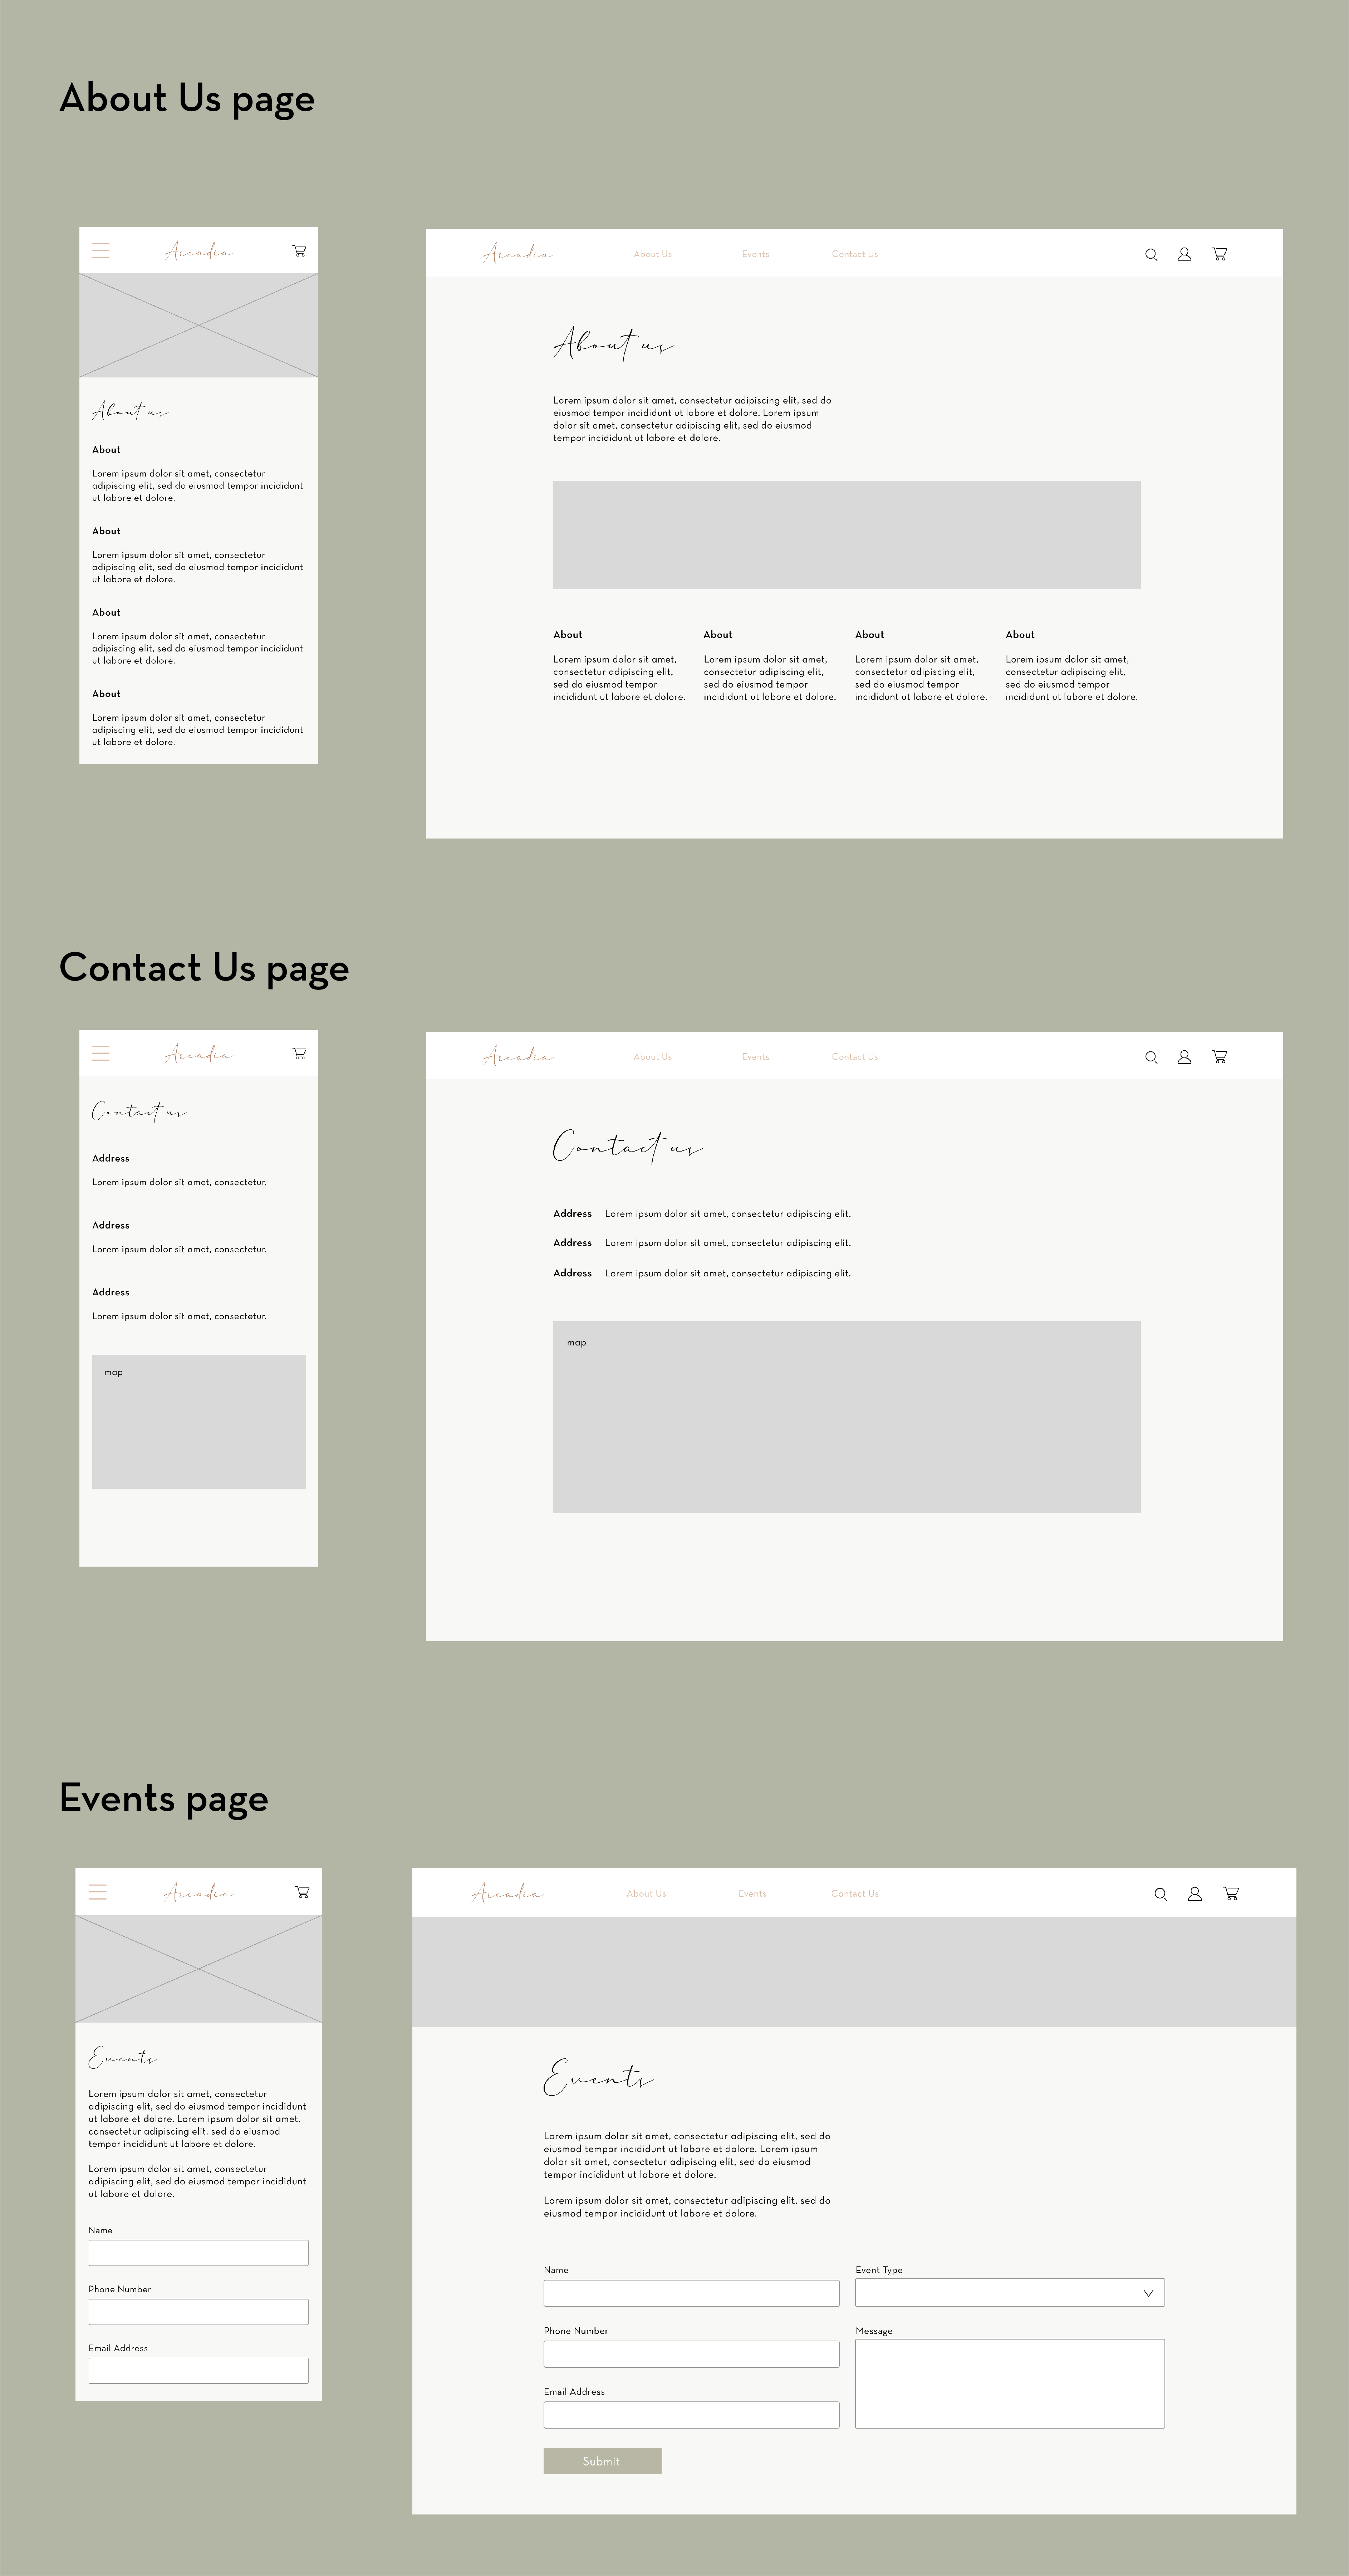 About Us page
Arcadia
About us
About
Lorem ipsum dolor sit amet, consectetur
adipiscing elit, sed do eiusmod tempor incididunt
ut labore et dolore.
About
Lorem ipsum dolor sit amet, consectetur
adipiscing elit, sed do eiusmod tempor incididunt
ut labore et dolore.
About
Lorem ipsum dolor sit amet, consectetur
adipiscing elit, sed do eiusmod tempor incididunt
ut labore et dolore.
About
Lorem ipsum dolor sit amet, consectetur
adipiscing elit, sed do eiusmod tempor incididunt
ut labore et dolore.
Arcadia About Us Events Contact Us
About us
Lorem ipsum dolor sit amet, consectetur adipiscing elit, sed do
eiusmod tempor incididunt ut labore et dolore. Lorem ipsum
dolor sit amet, consectetur adipiscing elit, sed do eiusmod
tempor incididunt ut labore et dolore.
About
Lorem ipsum dolor sit amet,
consectetur adipiscing elit,
sed do eiusmod tempor
incididunt ut labore et dolore.
About
Lorem ipsum dolor sit amet,
consectetur adipiscing elit,
sed do eiusmod tempor
incididunt ut labore et dolore.
About
Lorem ipsum dolor sit amet,
consectetur adipiscing elit,
sed do eiusmod tempor
incididunt ut labore et dolore.
About
Lorem ipsum dolor sit amet,
consectetur adipiscing elit,
sed do eiusmod tempor
incididunt ut labore et dolore.
Contact Us page
Arcadia
Contact us
Address
Lorem ipsum dolor sit amet, consectetur.
Address
Lorem ipsum dolor sit amet, consectetur.
Address
Lorem ipsum dolor sit amet, consectetur.
map
Arcadia About Us Events Contact Us
Contact us
Address Lorem ipsum dolor sit amet, consectetur adipiscing elit.
Address Lorem ipsum dolor sit amet, consectetur adipiscing elit.
Address Lorem ipsum dolor sit amet, consectetur adipiscing elit.
map
Events page
Arcadia
Events
Lorem ipsum dolor sit amet, consectetur
adipiscing elit, sed do eiusmod tempor incididunt
ut labore et dolore. Lorem ipsum dolor sit amet,
consectetur adipiscing elit, sed do eiusmod
tempor incididunt ut labore et dolore.
Lorem ipsum dolor sit amet, consectetur
adipiscing elit, sed do eiusmod tempor incididunt
ut labore et dolore.
Name
Phone Number
Email Address
Arcadia About Us Events Contact Us
Events
Lorem ipsum dolor sit amet, consectetur adipiscing elit, sed do
eiusmod tempor incididunt ut labore et dolore. Lorem ipsum
dolor sit amet, consectetur adipiscing elit, sed do eiusmod
tempor incididunt ut labore et dolore.
Lorem ipsum dolor sit amet, consectetur adipiscing elit, sed do
eiusmod tempor incididunt ut labore et dolore.
Name
Phone Number
Email Address
Event Type
Message
Submit